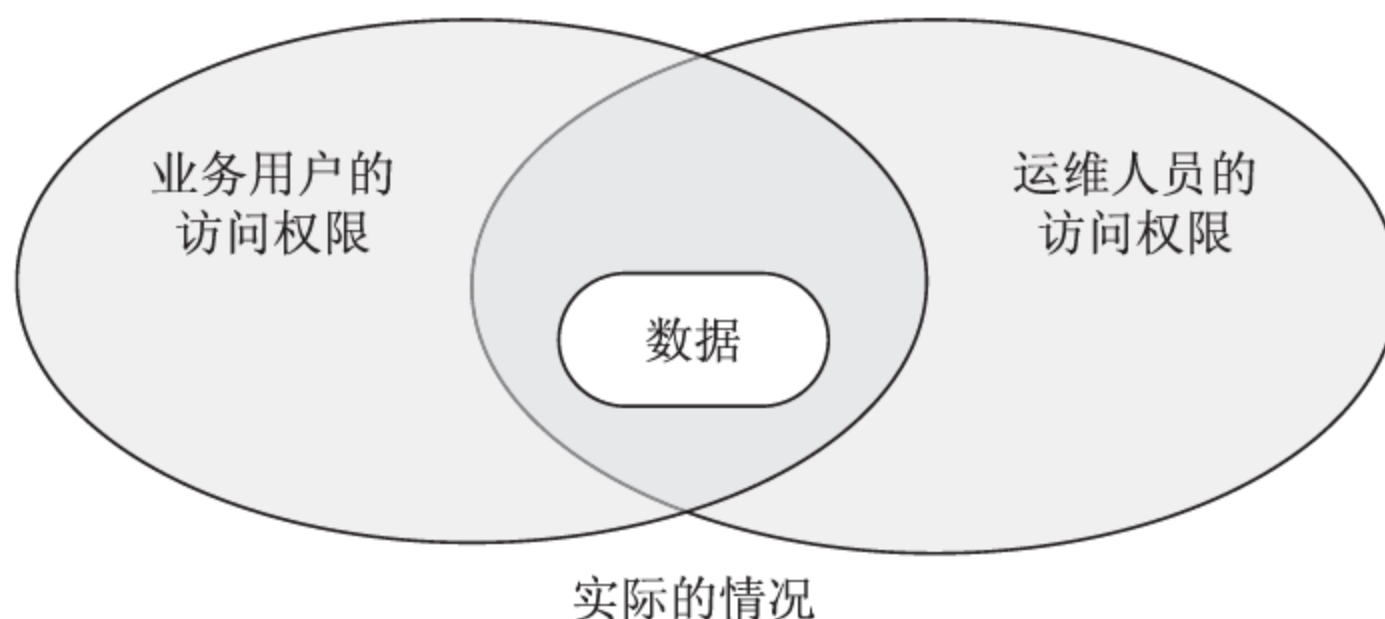 业务用户的
访问权限
运维人员的
访问权限
数据
实际的情况